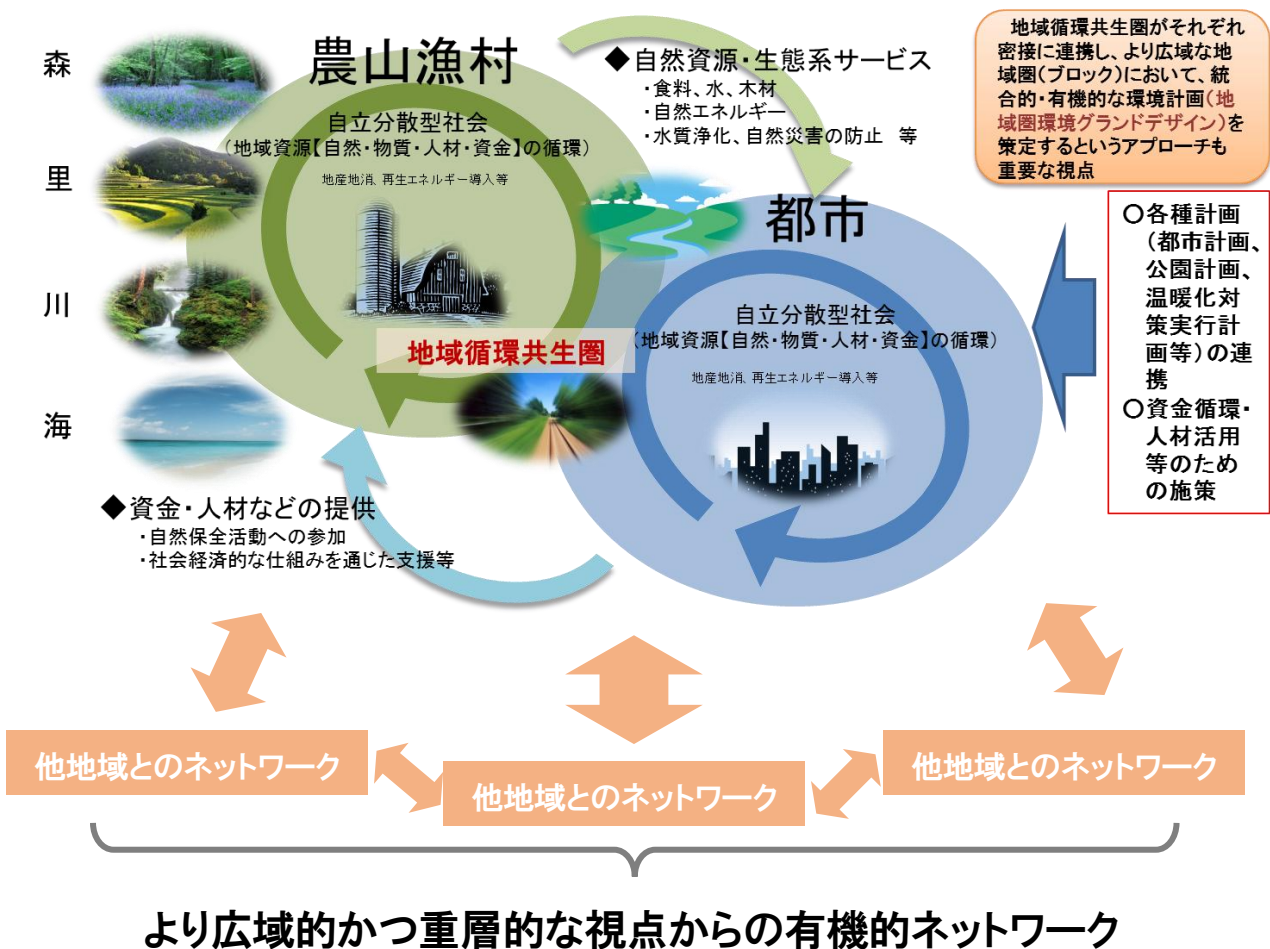 森
里
川
海
農山漁村
自立分散型社会
(地域資源【自然・物質・人材・資金】の循環)
地産地消、再生エネルギー導入等
◆自然資源・生態系サービス
・食料、水、木材
・自然エネルギー
・水質浄化、自然災害の防止 等
都市
自立分散型社会
(地域資源【自然・物質・人材・資金】の循環)
地産地消、再生エネルギー導入等
地域循環共生圏
◆資金・人材などの提供
・自然保全活動への参加
・社会経済的な仕組みを通じた支援等
地域循環共生圏がそれぞれ
密接に連携し、より広域な地
域圏(ブロック)において、統
合的・有機的な環境計画(地
域圏環境グランドデザイン)を
策定するというアプローチも
重要な視点
○各種計画
(都市計画、
公園計画、
温暖化対
策実行計
画等)の連
携
○資金循環・
人材活用
等のため
の施策
他地域とのネットワーク
他地域とのネットワーク
他地域とのネットワーク
より広域的かつ重層的な視点からの有機的ネットワーク